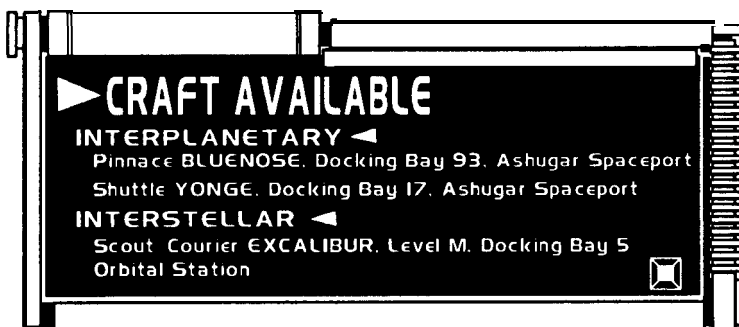 CRAFT AVAILABLE
INTERPLANETARY
Pinnace BLUENOSE, Docking Bay 93, Ashugar Spaceport
Shuttle YONGE, Docking Bay 17, Ashugar Spaceport
INTERSTELLAR
Scout Courier EXCALIBUR, Level M, Docking Bay 5
Orbital Station